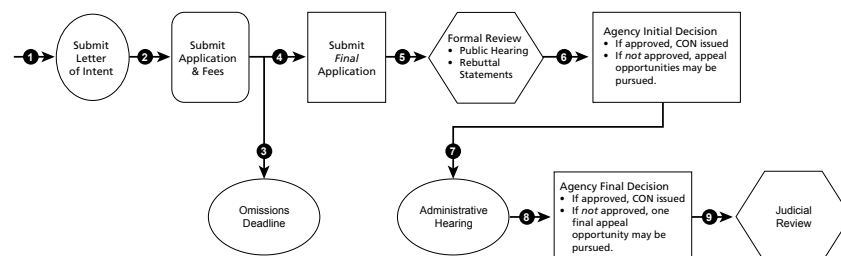 1
Submit
Letter
of Intent
2
Submit
Application
& Fees
4
Submit
Final
Application
5
Formal Review
• Public Hearing
• Rebuttal
Statements
6
Agency Initial Decision
• If approved, CON issued
• If not approved, appeal
opportunities may be
pursued.
3
Omissions
Deadline
7
Administrative
Hearing
8
Agency Final Decision
• If approved, CON issued
• If not approved, one
final appeal
opportunity may be
pursued.
9
Judicial
Review